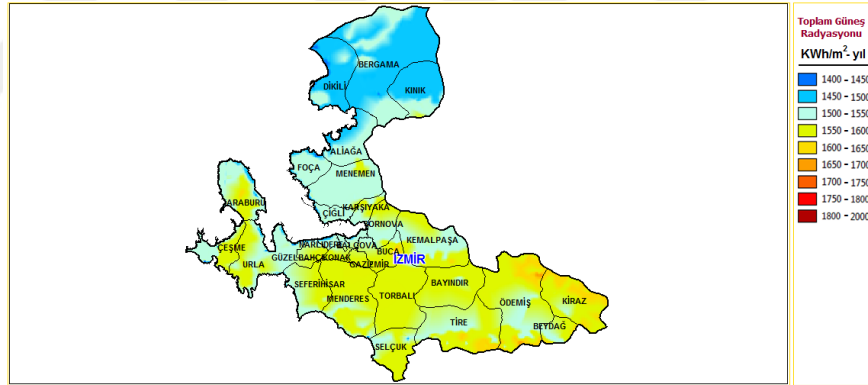 Toplam Güneş
Radyasyonu
KWh/m²- yıl
1400 - 1450
1450 - 1500
1500 - 1550
1550 - 1600
1600 - 1650
1650 - 1700
1700 - 1750
1750 - 1800
1800 - 2000
BERGAMA
DİKİLİ
KINIK
ALİAĞA
FOÇA
MENEMEN
KARŞIYAKA
ÇİĞLİ
BORNOVA
KEMALPAŞA
ÇEŞME
URLA
GÜZELBAHÇE
KONAK
BUCA
İZMİR
GAZİEMİR
SEFERİHİSAR
MENDERES
TORBALI
BAYINDIR
ÖDEMİŞ
KİRAZ
TİRE
BEYDAĞ
SELÇUK